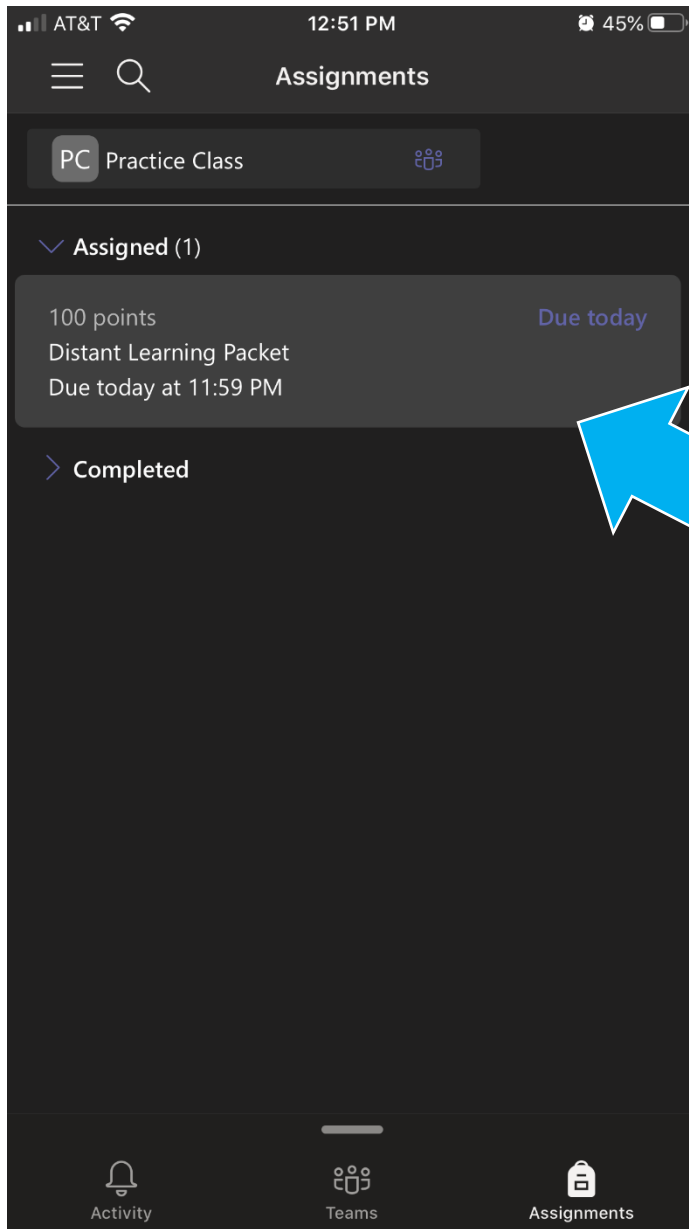 AT&T 12:51 PM 45%
Assignments
PC Practice Class
Assigned (1)
100 points Due today
Distant Learning Packet
Due today at 11:59 PM
Completed
Activity Teams Assignments